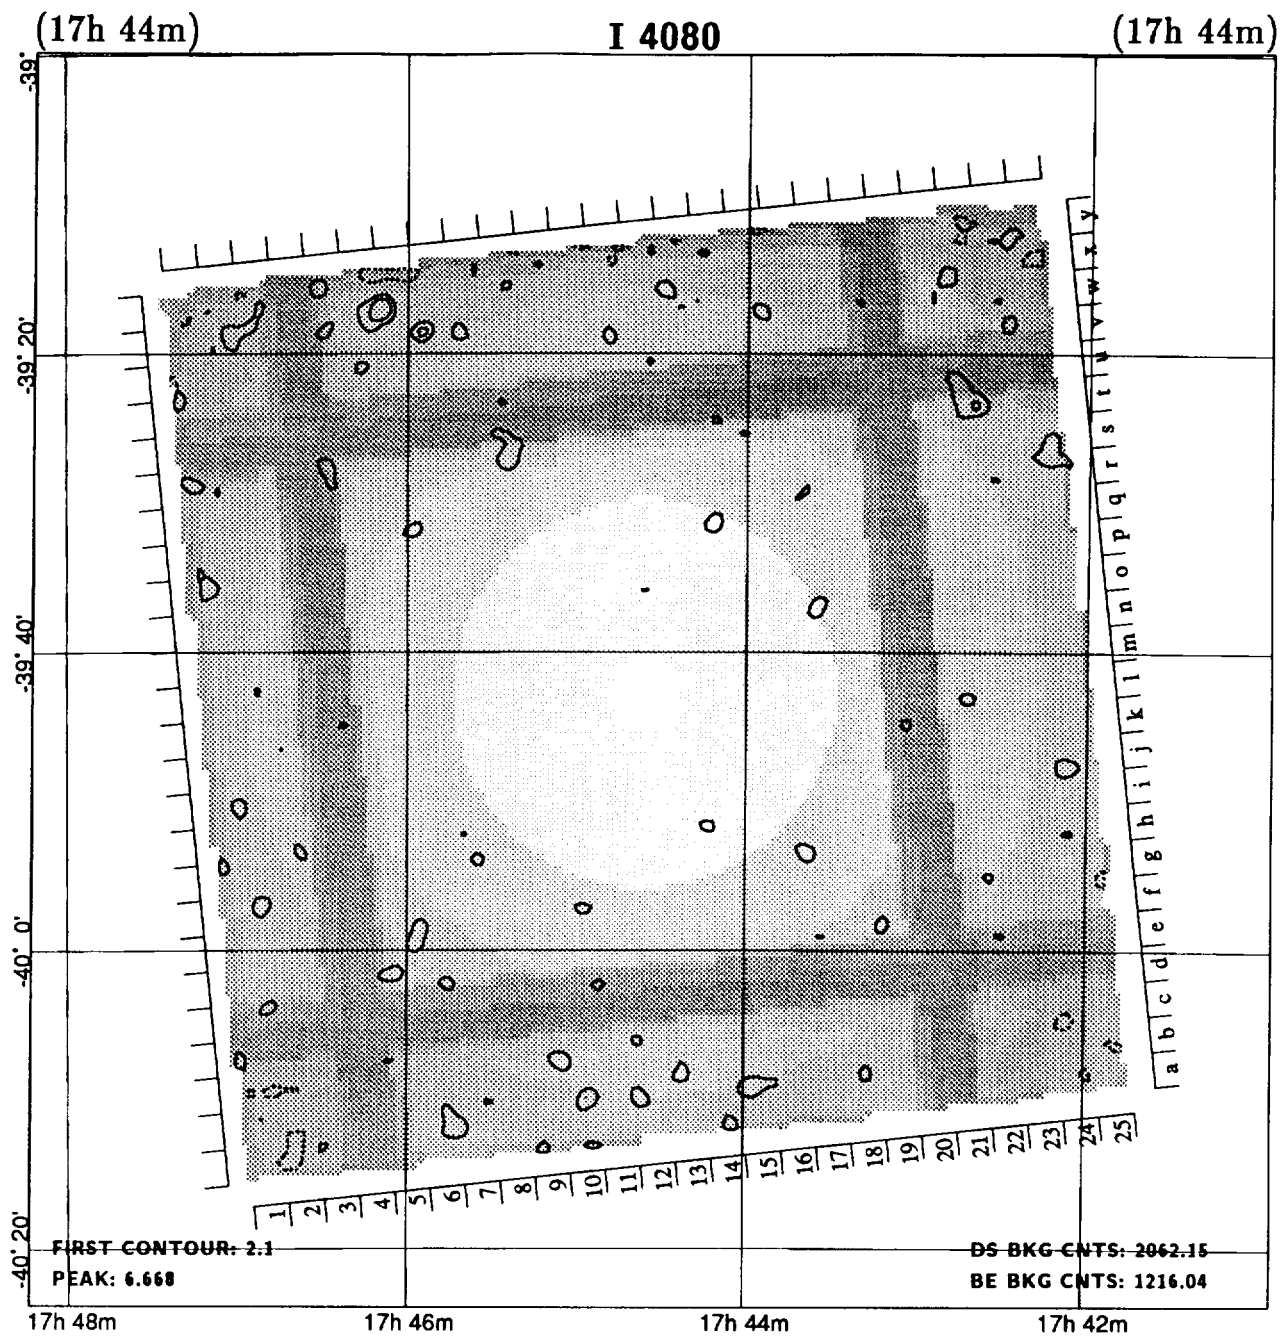 (17h 44m) I 4080 (17h 44m)
-39°
-39° 20'
-39° 40'
-40° 0'
-40° 20'
y
x
w
v
u
t
s
r
q
p
o
n
m
l
k
j
i
h
g
f
e
d
c
b
a
1 2 3 4 5 6 7 8 9 10 11 12 13 14 15 16 17 18 19 20 21 22 23 24 25
FIRST CONTOUR: 2.1 DS BKG CNTS: 2062.15
PEAK: 6.668 BE BKG CNTS: 1216.04
17h 48m 17h 46m 17h 44m 17h 42m